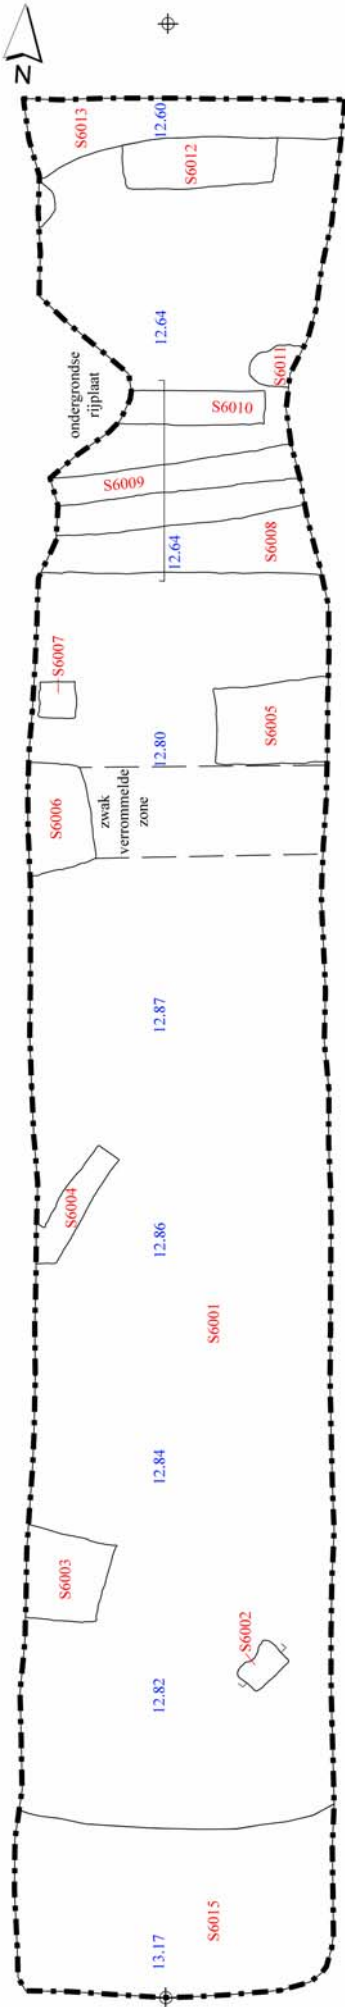 N
S6013
12.60
S6012
12.64
S6011
ondergrondse
rijplaat
S6010
S6009
S6008
12.64
S6007
S6005
12.80
S6006
zwak
verrommelde
zone
12.87
S6004
12.86
S6001
12.84
S6003
S6002
12.82
S6015
13.17